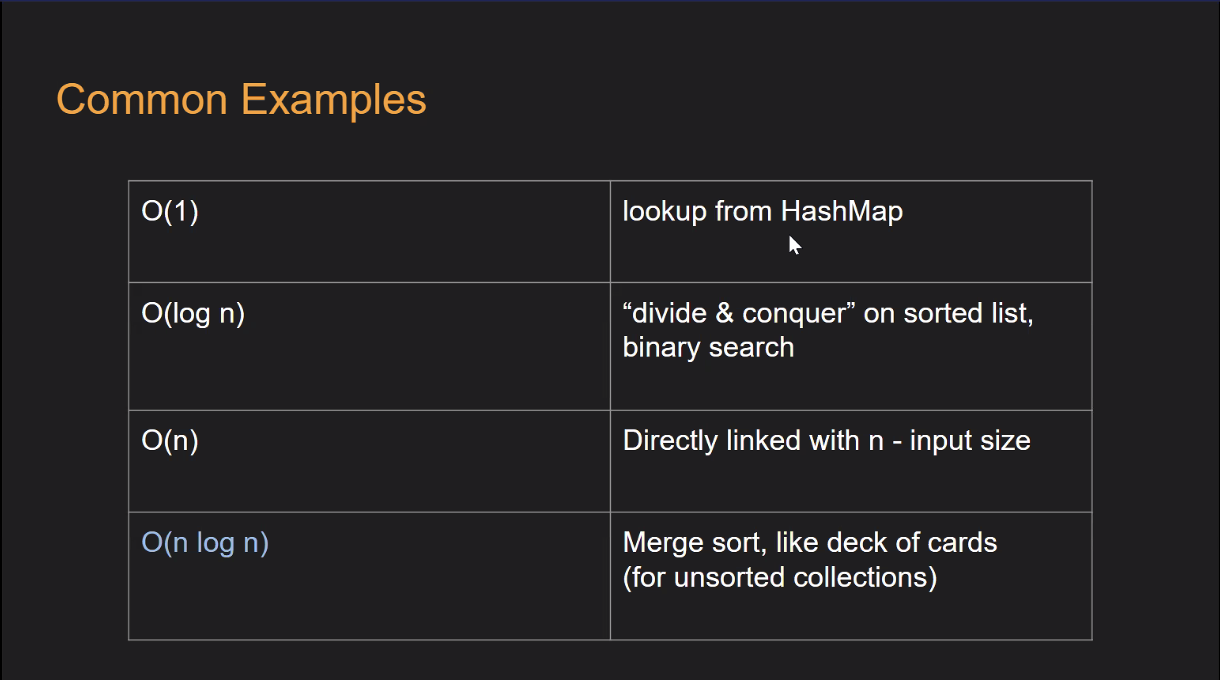 Common Examples
O(1)
lookup from HashMap
O(log n)
“divide & conquer” on sorted list,
binary search
O(n)
Directly linked with n - input size
O(n log n)
Merge sort, like deck of cards
(for unsorted collections)